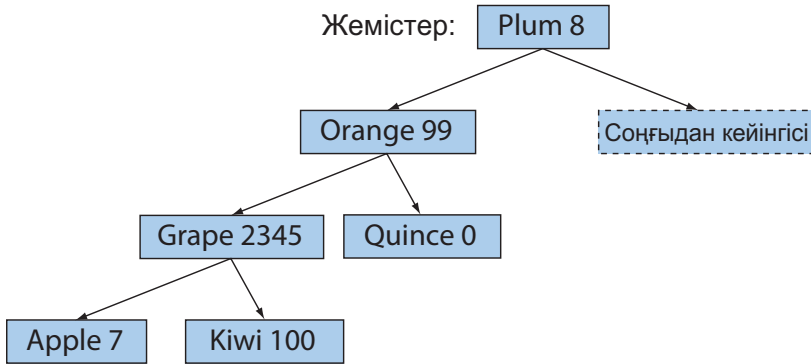 Жемістер:
Plum 8
Orange 99
Соңғыдан кейінгісі
Grape 2345
Quince 0
Apple 7
Kiwi 100